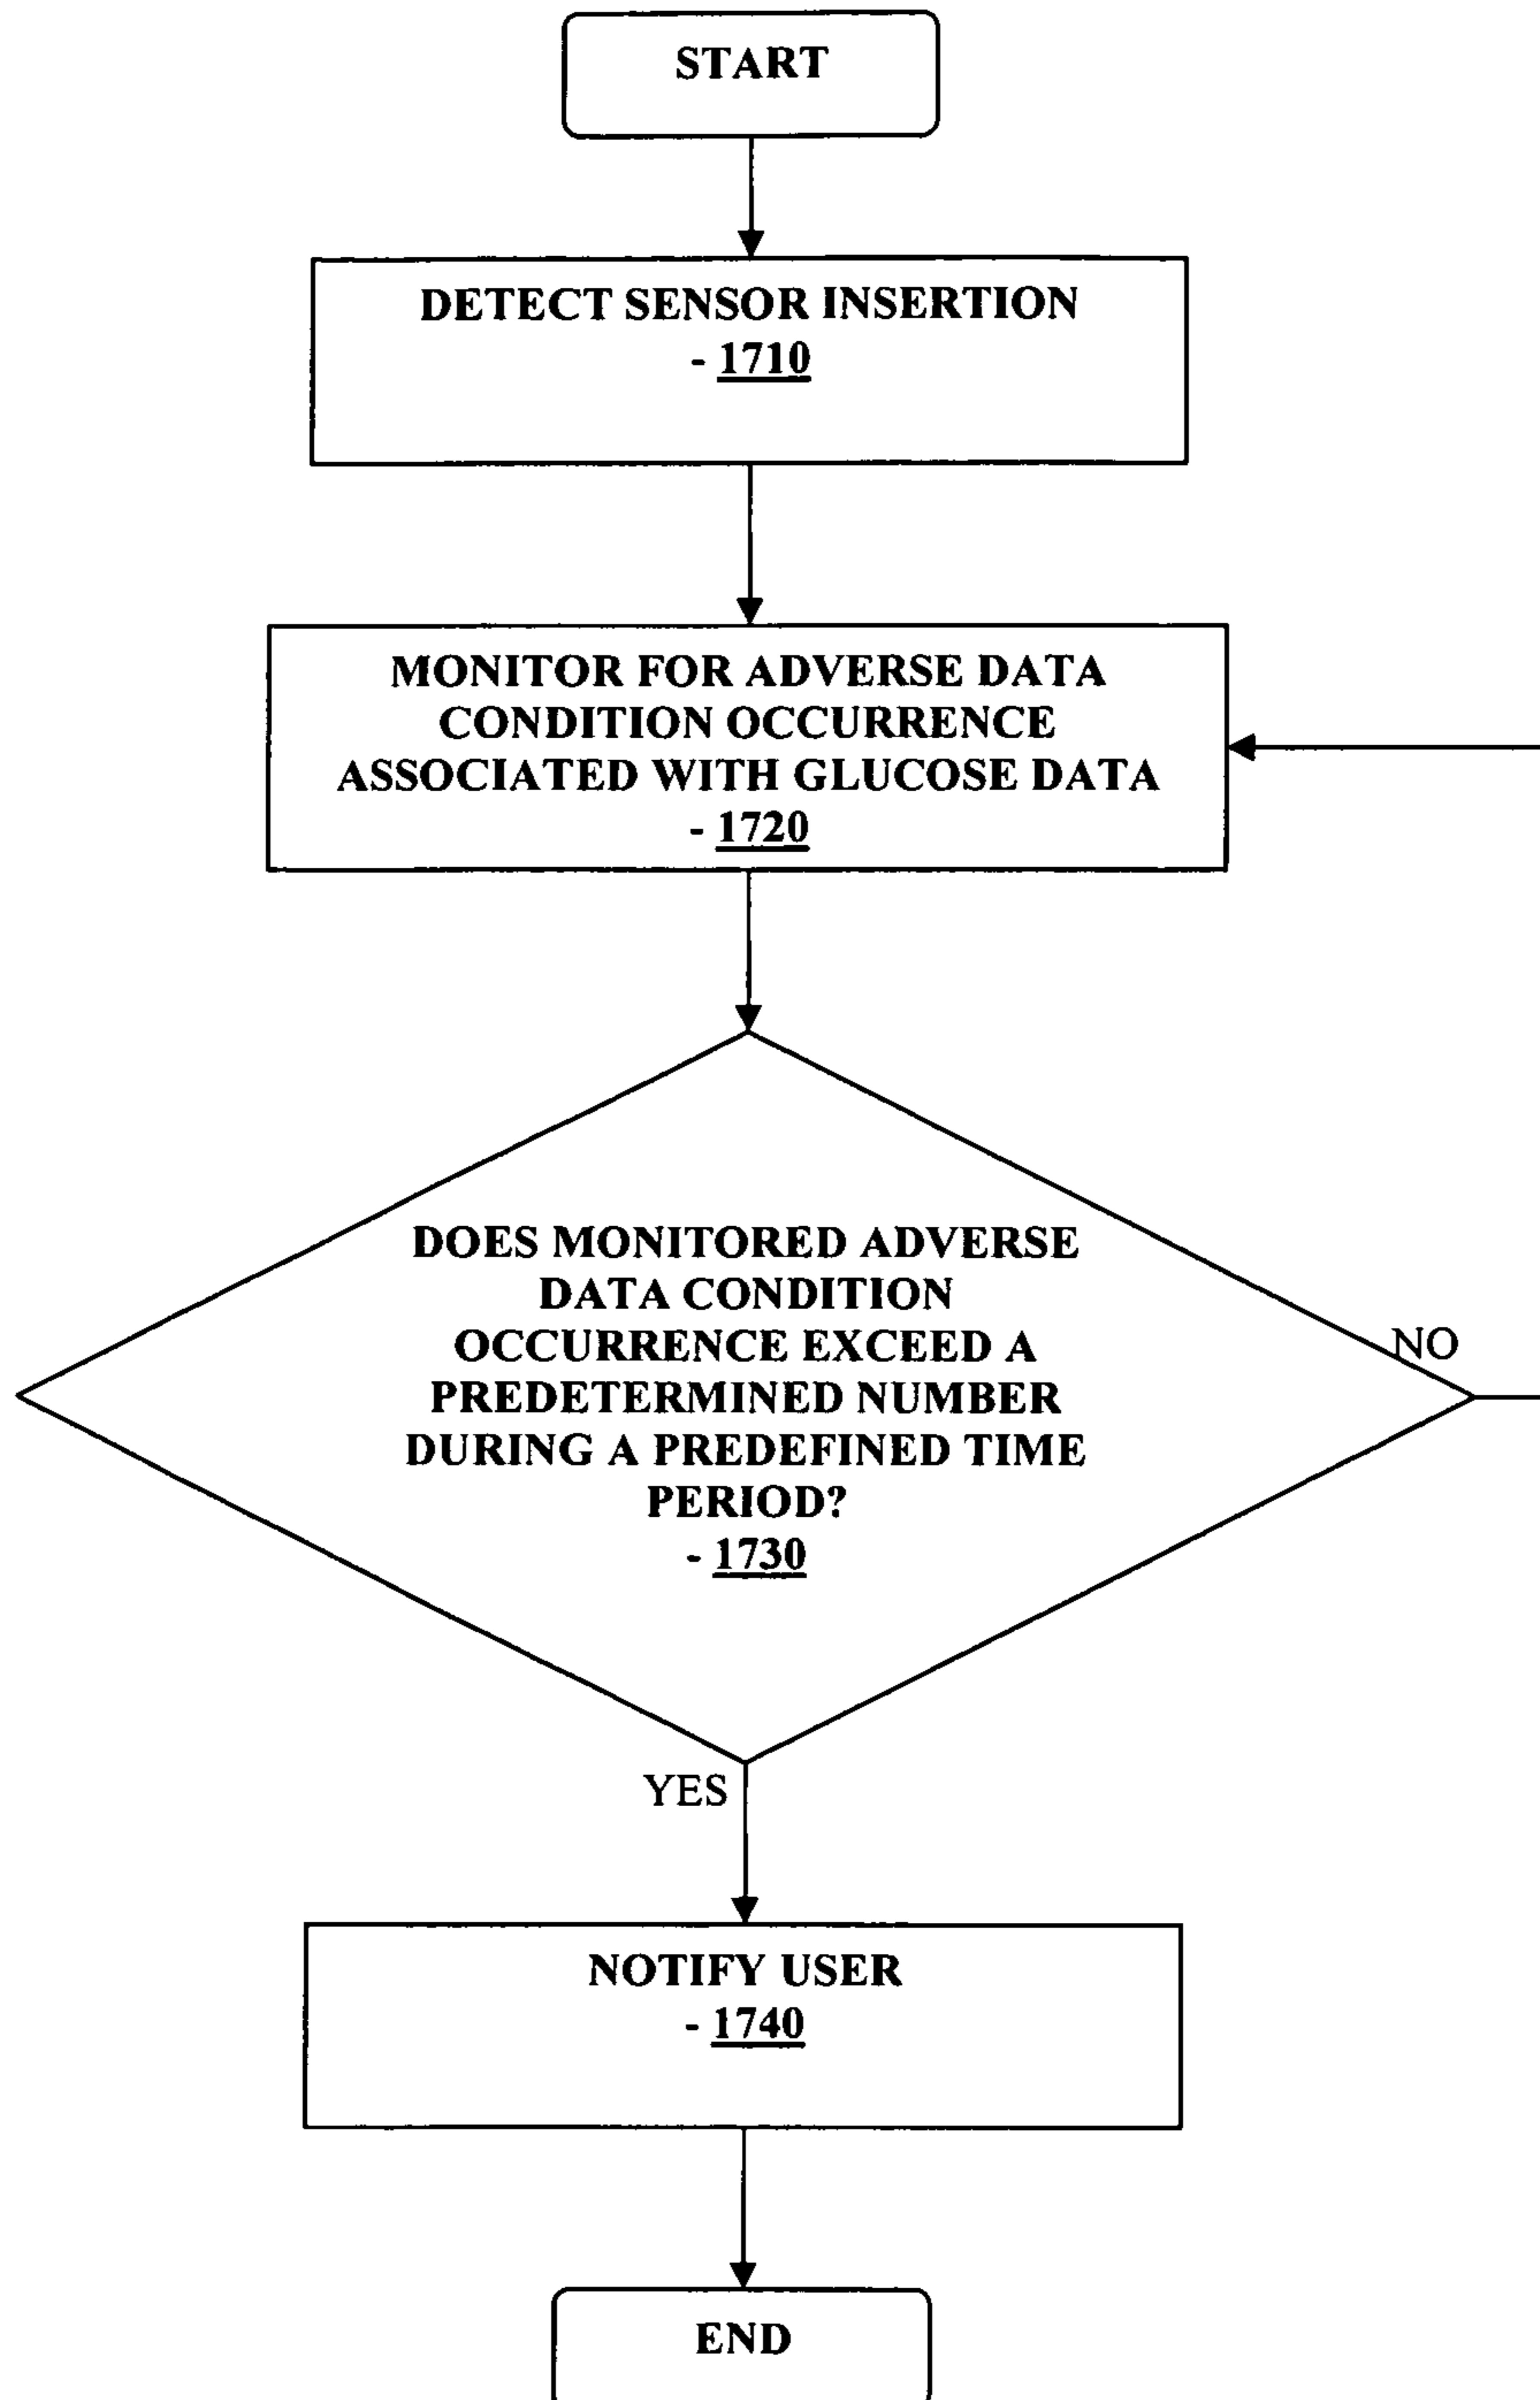 START
DETECT SENSOR INSERTION
- 1710
MONITOR FOR ADVERSE DATA
CONDITION OCCURRENCE
ASSOCIATED WITH GLUCOSE DATA
- 1720
DOES MONITORED ADVERSE
DATA CONDITION
OCCURRENCE EXCEED A
PREDETERMINED NUMBER
DURING A PREDEFINED TIME
PERIOD?
- 1730
NO
YES
NOTIFY USER
- 1740
END